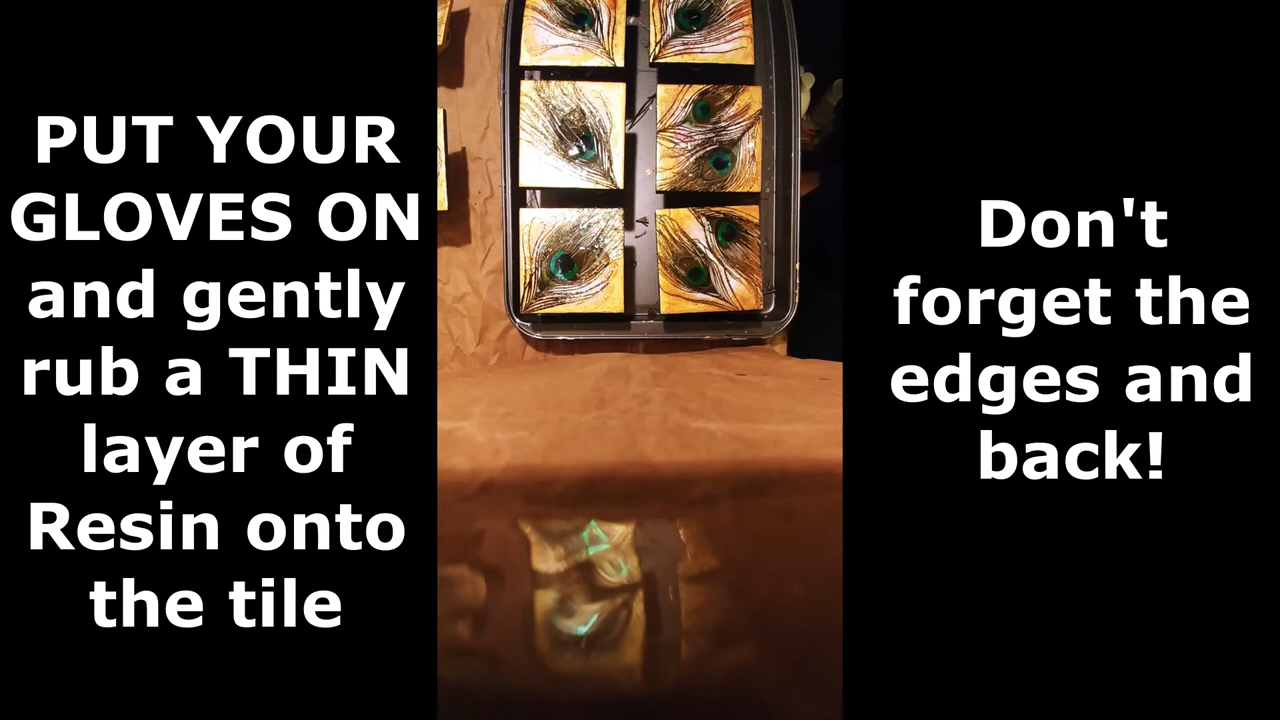 PUT YOUR
GLOVES ON
and gently
rub a THIN
layer of
Resin onto
the tile
Don't
forget the
edges and
back!